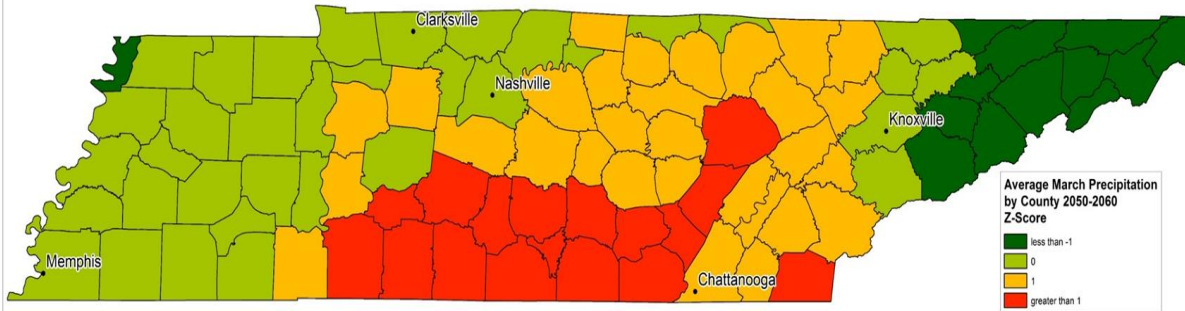 Clarksville
Nashville
Knoxville
Memphis
Chattanooga
Average March Precipitation
by County 2050-2060
Z-Score
less than -1
0
1
greater than 1